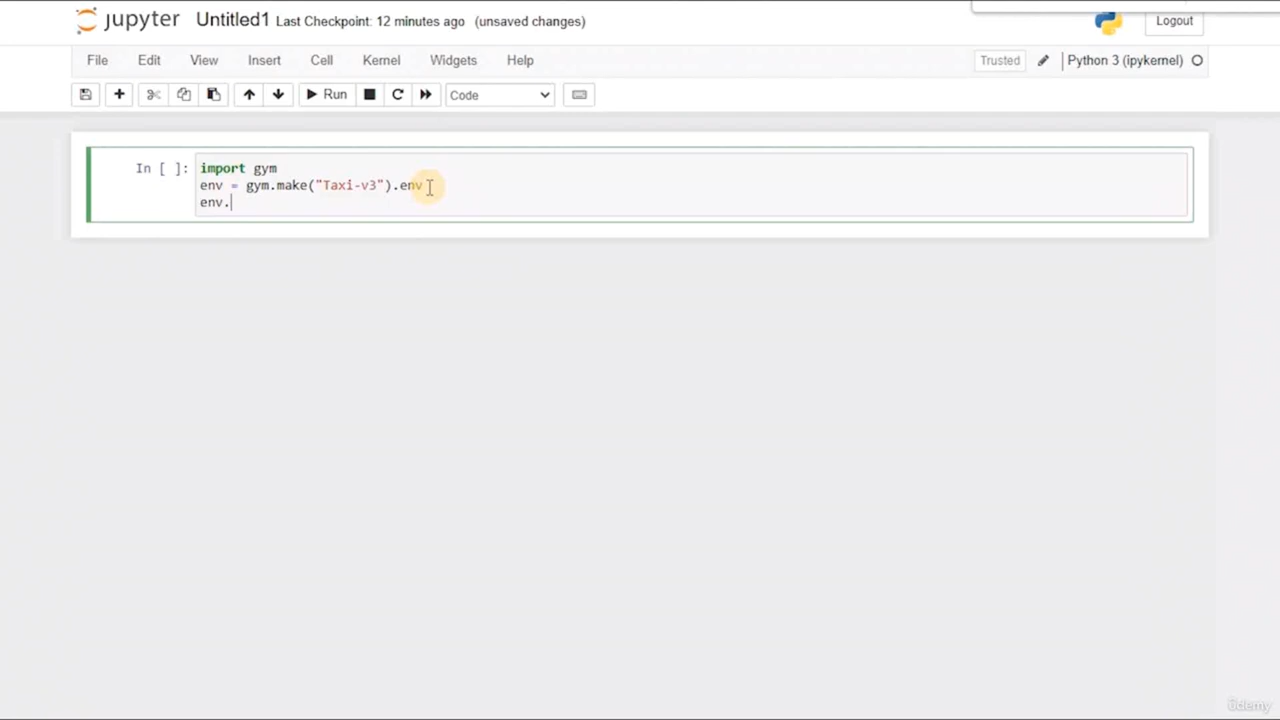 jupyter Untitled1 Last Checkpoint: 12 minutes ago (unsaved changes) Logout
File Edit View Insert Cell Kernel Widgets Help Trusted Python 3 (ipykernel)
Run Code
In [ ]: import gym
env = gym.make("Taxi-v3").env
env.
ûdemy